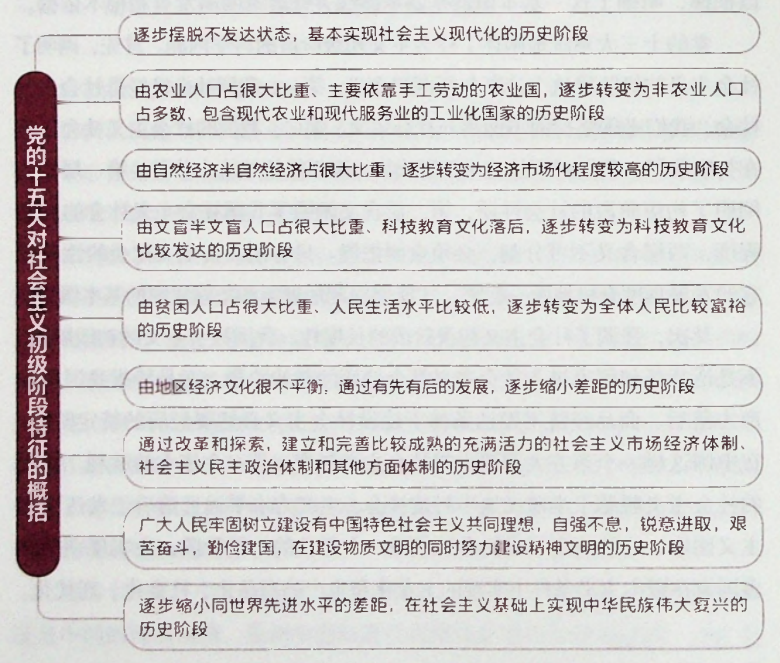 党的十五大对社会主义初级阶段特征的概括
逐步摆脱不发达状态，基本实现社会主义现代化的历史阶段
由农业人口占很大比重、主要依靠手工劳动的农业国，逐步转变为非农业人口
占多数、包含现代农业和现代服务业的工业化国家的历史阶段
由自然经济半自然经济占很大比重，逐步转变为经济市场化程度较高的历史阶段
由文盲半文盲人口占很大比重、科技教育文化落后，逐步转变为科技教育文化
比较发达的历史阶段
由贫困人口占很大比重、人民生活水平比较低，逐步转变为全体人民比较富裕
的历史阶段
由地区经济文化很不平衡，通过有先有后的发展，逐步缩小差距的历史阶段
通过改革和探索，建立和完善比较成熟的充满活力的社会主义市场经济体制、
社会主义民主政治体制和其他方面体制的历史阶段
广大人民牢固树立建设有中国特色社会主义共同理想，自强不息，锐意进取，艰
苦奋斗，勤俭建国，在建设物质文明的同时努力建设精神文明的历史阶段
逐步缩小同世界先进水平的差距，在社会主义基础上实现中华民族伟大复兴的
历史阶段